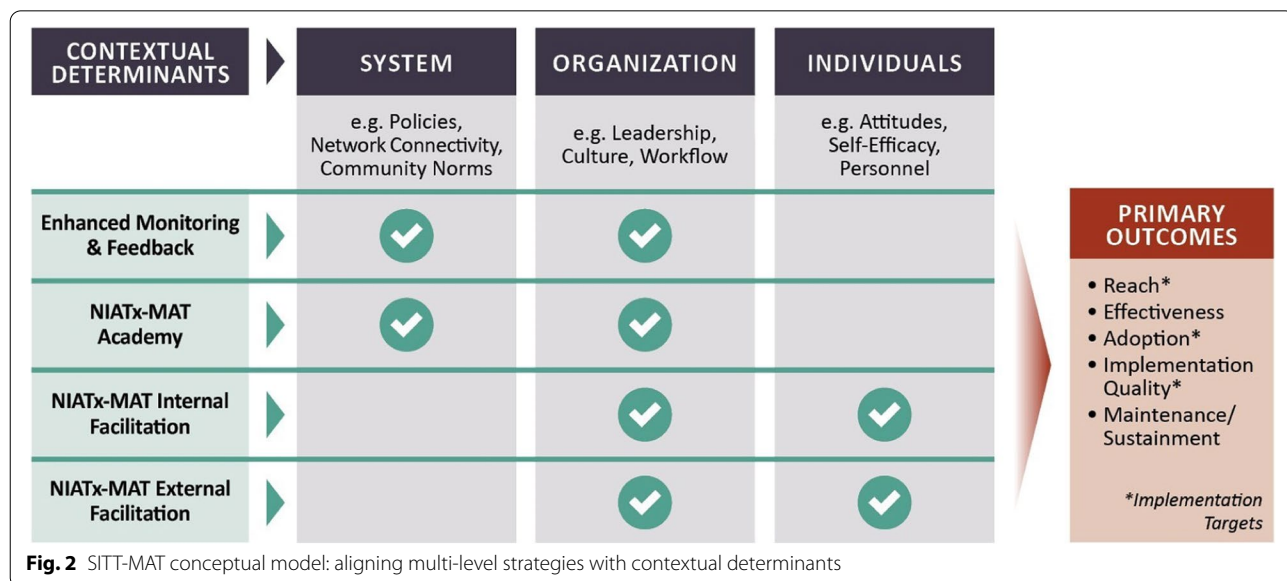 CONTEXTUAL
DETERMINANTS
SYSTEM
ORGANIZATION
INDIVIDUALS
e.g. Policies,
Network Connectivity,
Community Norms
e.g. Leadership,
Culture, Workflow
e.g. Attitudes,
Self-Efficacy,
Personnel
Enhanced Monitoring
& Feedback
NIATx-MAT
Academy
NIATx-MAT Internal
Facilitation
NIATx-MAT External
Facilitation
PRIMARY
OUTCOMES
• Reach*
• Effectiveness
• Adoption*
• Implementation
Quality*
• Maintenance/
Sustainment
*Implementation
Targets
Fig. 2 SITT-MAT conceptual model: aligning multi-level strategies with contextual determinants